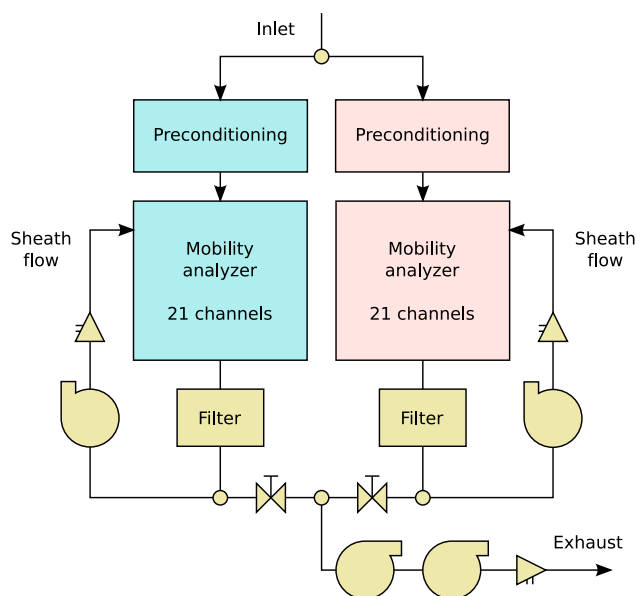 Inlet
Preconditioning
Preconditioning
Sheath
flow
Mobility
analyzer
21 channels
Mobility
analyzer
21 channels
Sheath
flow
Filter
Filter
Exhaust